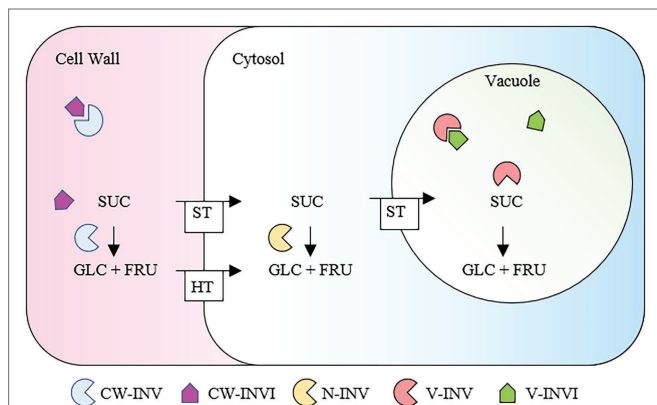 Cell Wall
Cytosol
Vacuole
SUC
ST
SUC
ST
SUC
GLC + FRU
HT
GLC + FRU
GLC + FRU
CW-INV
CW-INVI
N-INV
V-INV
V-INVI